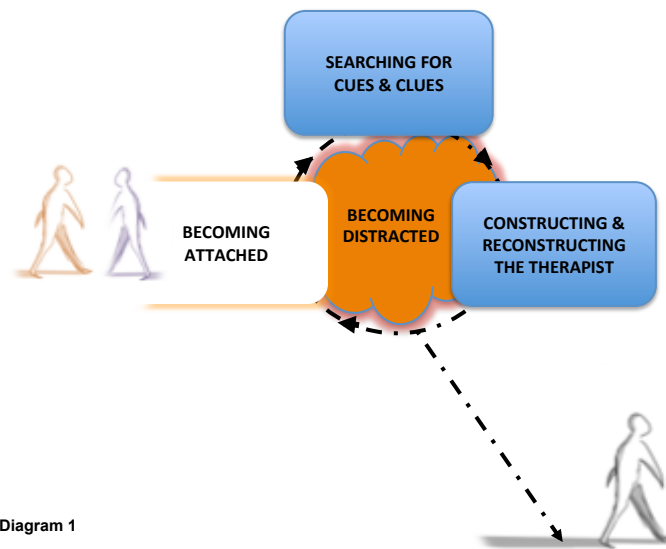 SEARCHING FOR
CUES & CLUES
BECOMING
ATTACHED
BECOMING
DISTRACTED
CONSTRUCTING &
RECONSTRUCTING
THE THERAPIST
Diagram 1